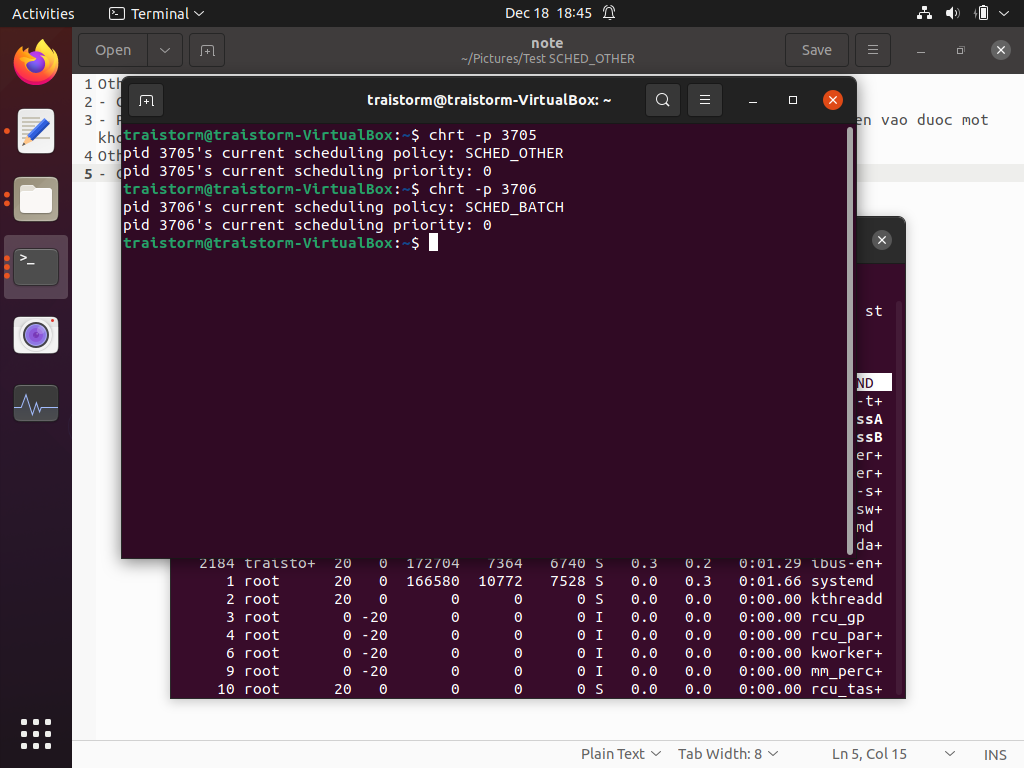 Activities
Terminal
Dec 18 18:45
Open
note
~/Pictures/Test SCHED_OTHER
Save
1 Oth
2 -
3 -
en vao duoc mot
kho
4 Oth
5 -
traistorm@traistorm-VirtualBox: ~
traistorm@traistorm-VirtualBox:~$ chrt -p 3705
pid 3705's current scheduling policy: SCHED_OTHER
pid 3705's current scheduling priority: 0
traistorm@traistorm-VirtualBox:~$ chrt -p 3706
pid 3706's current scheduling policy: SCHED_BATCH
pid 3706's current scheduling priority: 0
traistorm@traistorm-VirtualBox:~$
st
ND
-t+
ssA
ssB
er+
er+
-s+
sw+
md
da+
2184 traisto+ 20 0 172704 7364 6740 S 0.3 0.2 0:01.29 ibus-en+
1 root 20 0 166580 10772 7528 S 0.0 0.3 0:01.66 systemd
2 root 20 0 0 0 0 S 0.0 0.0 0:00.00 kthreadd
3 root 0 -20 0 0 0 I 0.0 0.0 0:00.00 rcu_gp
4 root 0 -20 0 0 0 I 0.0 0.0 0:00.00 rcu_par+
6 root 0 -20 0 0 0 I 0.0 0.0 0:00.00 kworker+
9 root 0 -20 0 0 0 I 0.0 0.0 0:00.00 mm_perc+
10 root 20 0 0 0 0 S 0.0 0.0 0:00.00 rcu_tas+
Plain Text
Tab Width: 8
Ln 5, Col 15
INS